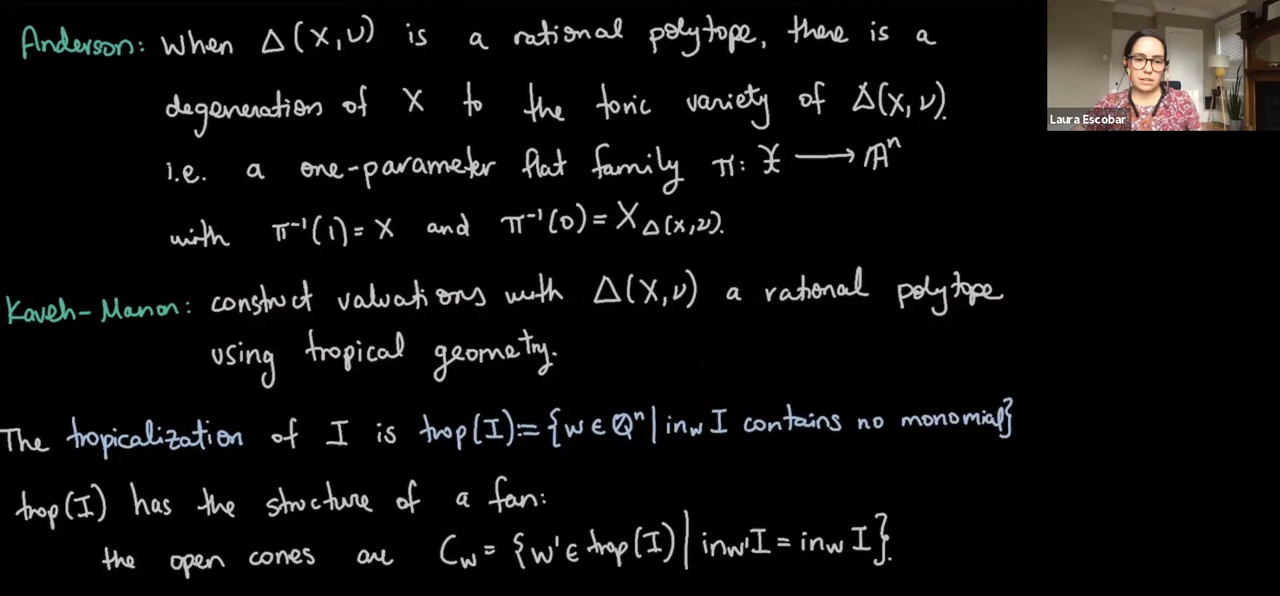 Anderson: When Δ(X,ν) is a rational polytope, there is a
degeneration of X to the toric variety of Δ(X,ν).
i.e. a one-parameter flat family π: 𝔛 ⟶ 𝔸ⁿ
with π⁻¹(1) = X and π⁻¹(0) = X_Δ(X,ν).
Kaveh-Manon: construct valuations with Δ(X,ν) a rational polytope
using tropical geometry.
The tropicalization of I is trop(I):= {w ∈ ℚⁿ | in_w I contains no monomial}
trop(I) has the structure of a fan:
the open cones are C_w = {w' ∈ trop(I) | in_w' I = in_w I}.
Laura Escobar